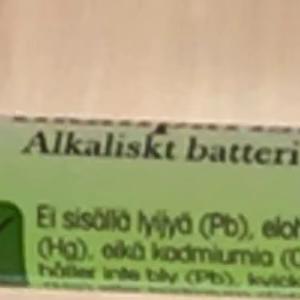 Alkaliskt batteri
Ei sisällä lyijyä (Pb), eloh
(Hg), eikä kadmiumia (C
håller inte bly (Pb), kvick